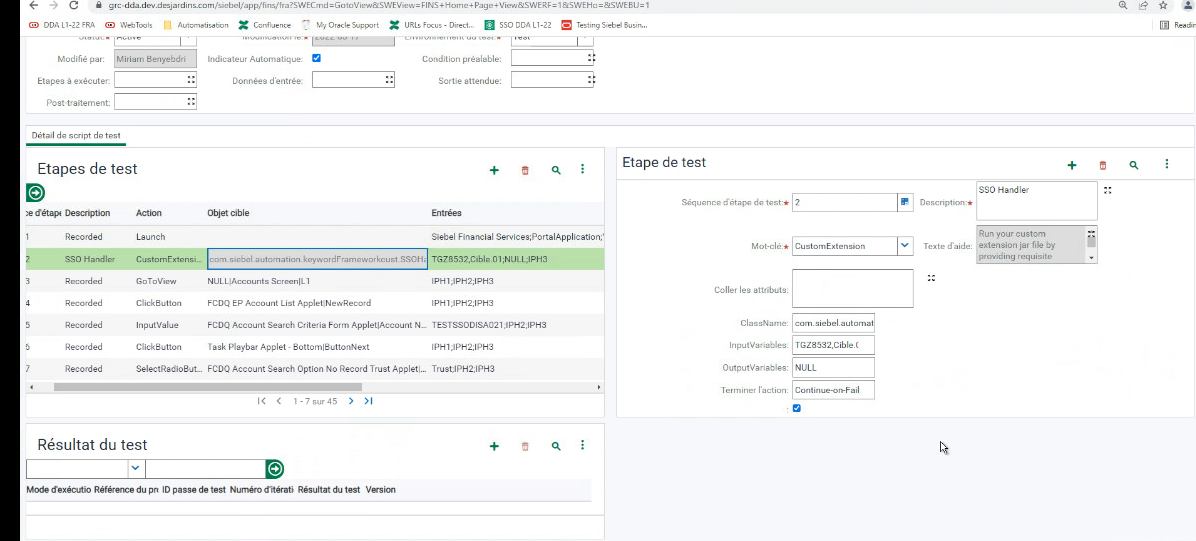 grc-dda.dev.desjardins.com/siebel/app/fins/fra?SWECmd=GotoView&SWEView=FINS+Home+Page+View&SWERF=1&SWEHo=&SWEBU=1
DDA L1-22 FRA WebTools Automatisation Confluence My Oracle Support URLs Focus - Direct... SSO DDA L1-22 Testing Siebel Busin...
Statut: Active Modification le: 2022-03-17 Environnement du test: Test
Modifié par: Miriam Benyebdri Indicateur Automatique: Condition préalable:
Etapes à exécuter: Données d'entrée: Sortie attendue:
Post-traitement:
Détail de script de test
Etapes de test
ce d'étape Description Action Objet cible Entrées
1 Recorded Launch Siebel Financial Services;PortalApplication;'
2 SSO Handler CustomExtensi... com.siebel.automation.keywordFrameworkcust.SSOHa TGZ8532,Cible.01;NULL;IPH3
3 Recorded GoToView NULL|Accounts Screen|L1 IPH1;IPH2;IPH3
4 Recorded ClickButton FCDQ EP Account List Applet|NewRecord IPH1;IPH2;IPH3
5 Recorded InputValue FCDQ Account Search Criteria Form Applet|Account N... TESTSSODISA021;IPH2;IPH3
6 Recorded ClickButton Task Playbar Applet - Bottom|ButtonNext IPH1;IPH2;IPH3
7 Recorded SelectRadioBut... FCDQ Account Search Option No Record Trust Applet|... Trust;IPH2;IPH3
1 - 7 sur 45
Etape de test
Séquence d'étape de test: 2 Description: SSO Handler
Mot-clé: CustomExtension Texte d'aide: Run your custom
extension jar file by
providing requisite
Coller les attributs:
ClassName: com.siebel.automat
InputVariables: TGZ8532,Cible.(
OutputVariables: NULL
Terminer l'action: Continue-on-Fail
:
Résultat du test
Mode d'exécutio Référence du pn ID passe de test Numéro d'itérati Résultat du test Version